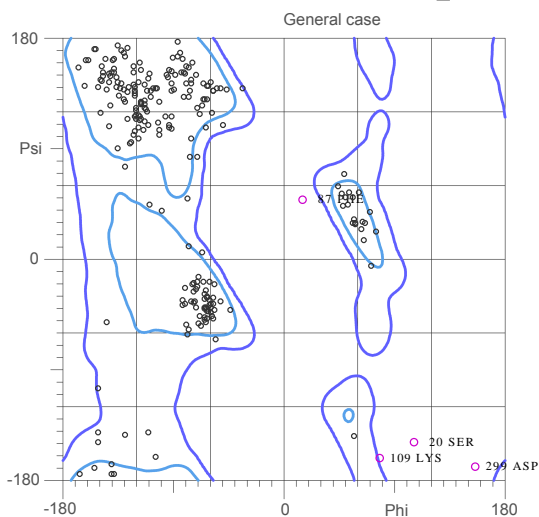 General case
180
Psi
87 PHE
0
20 SER
109 LYS
299 ASP
-180
-180
0
Phi
180